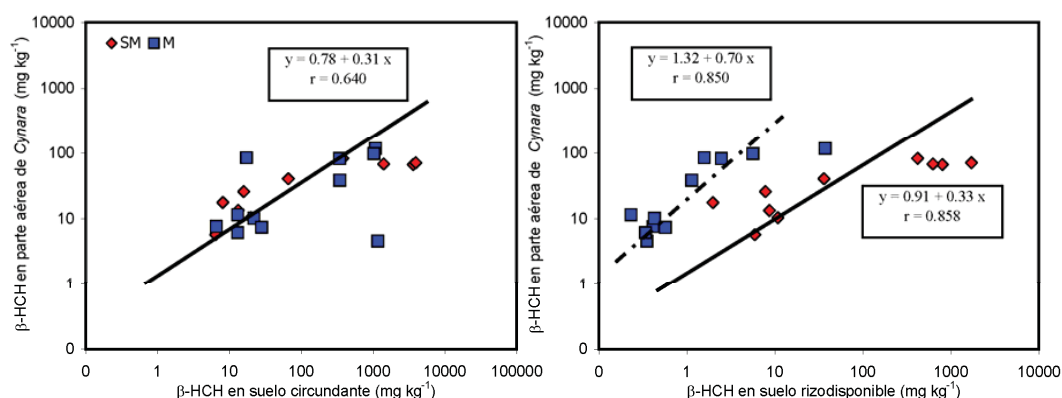 10000
1000
100
10
1
0
β-HCH en parte aérea de Cynara (mg kg⁻¹)
SM M
y = 0.78 + 0.31 x
r = 0.640
0 1 10 100 1000 10000 100000
β-HCH en suelo circundante (mg kg⁻¹)
10000
1000
100
10
1
0
β-HCH en parte aérea de Cynara (mg kg⁻¹)
y = 1.32 + 0.70 x
r = 0.850
y = 0.91 + 0.33 x
r = 0.858
0 1 10 100 1000 10000
β-HCH en suelo rizodisponible (mg kg⁻¹)